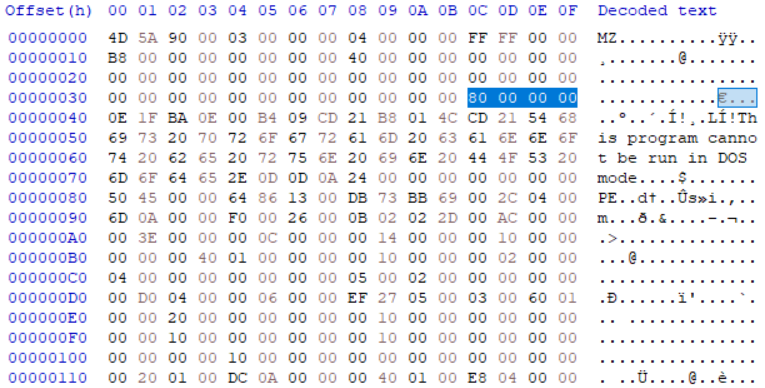 Offset(h) 00 01 02 03 04 05 06 07 08 09 0A 0B 0C 0D 0E 0F Decoded text
00000000 4D 5A 90 00 03 00 00 00 04 00 00 00 FF FF 00 00 MZ..........ÿÿ..
00000010 B8 00 00 00 00 00 00 00 40 00 00 00 00 00 00 00 ¸.......@.......
00000020 00 00 00 00 00 00 00 00 00 00 00 00 00 00 00 00 ................
00000030 00 00 00 00 00 00 00 00 00 00 00 00 80 00 00 00 ............€...
00000040 0E 1F BA 0E 00 B4 09 CD 21 B8 01 4C CD 21 54 68 ..º..´.Í!¸.LÍ!Th
00000050 69 73 20 70 72 6F 67 72 61 6D 20 63 61 6E 6E 6F is program canno
00000060 74 20 62 65 20 72 75 6E 20 69 6E 20 44 4F 53 20 t be run in DOS
00000070 6D 6F 64 65 2E 0D 0D 0A 24 00 00 00 00 00 00 00 mode....$.......
00000080 50 45 00 00 64 86 13 00 DB 73 BB 69 00 2C 04 00 PE..d†..Ûs»i.,..
00000090 6D 0A 00 00 F0 00 26 00 0B 02 02 2D 00 AC 00 00 m...ð.&....-.¬..
000000A0 00 3E 00 00 00 0C 00 00 00 14 00 00 00 10 00 00 .>..............
000000B0 00 00 00 40 01 00 00 00 00 10 00 00 00 02 00 00 ...@............
000000C0 04 00 00 00 00 00 00 00 05 00 02 00 00 00 00 00 ................
000000D0 00 D0 04 00 00 06 00 00 EF 27 05 00 03 00 60 01 .Ð......ï'....`.
000000E0 00 00 20 00 00 00 00 00 00 10 00 00 00 00 00 00 .. .............
000000F0 00 00 10 00 00 00 00 00 00 10 00 00 00 00 00 00 ................
00000100 00 00 00 00 10 00 00 00 00 00 00 00 00 00 00 00 ................
00000110 00 20 01 00 DC 0A 00 00 00 40 01 00 E8 04 00 00 . ..Ü....@..è...